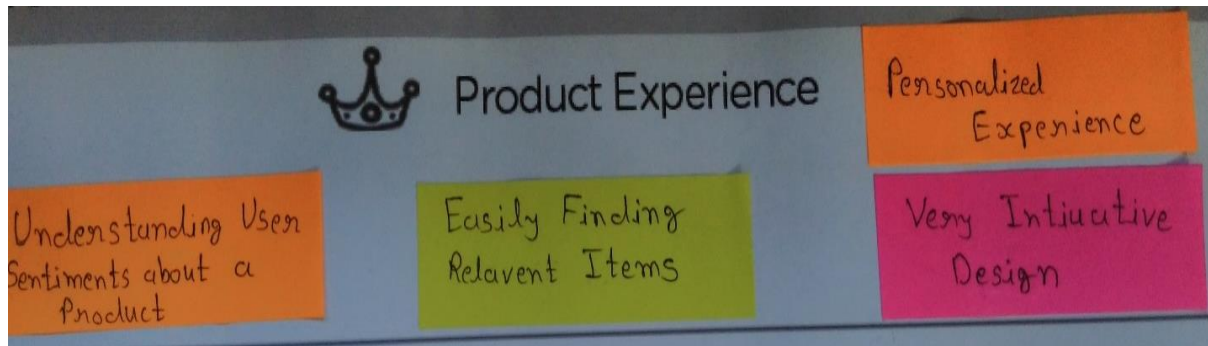 Product Experience
Personalized
Experience
Understanding User
Sentiments about a
Product
Easily Finding
Relavent Items
Very Intiuative
Design